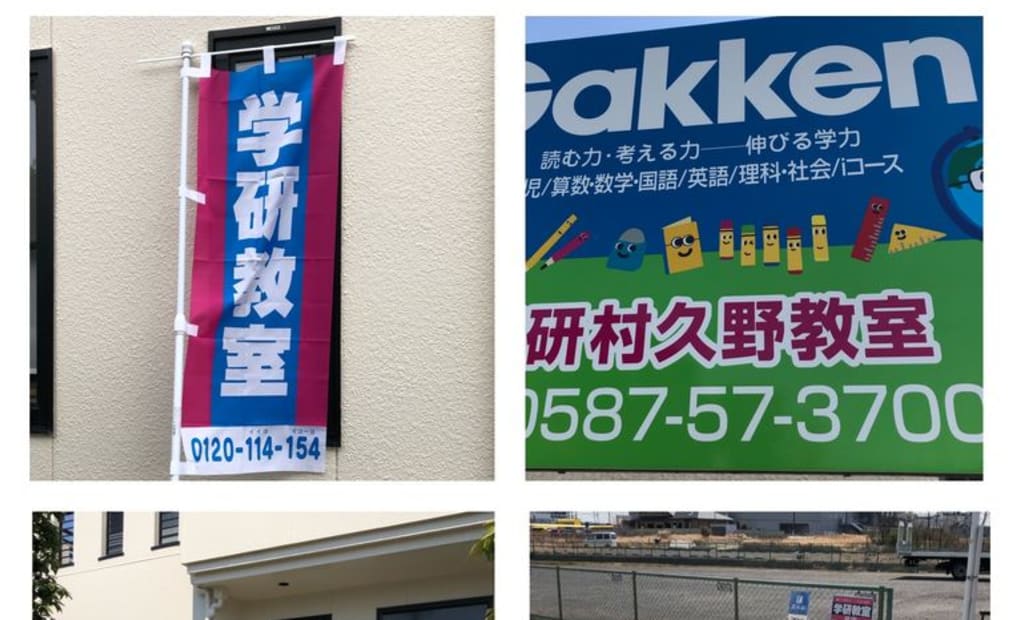 学研教室
0120-114-154
Gakken
読む力・考える力──伸びる学力
児/算数・数学・国語/英語/理科・社会/iコース
研村久野教室
0587-57-3700
学研教室